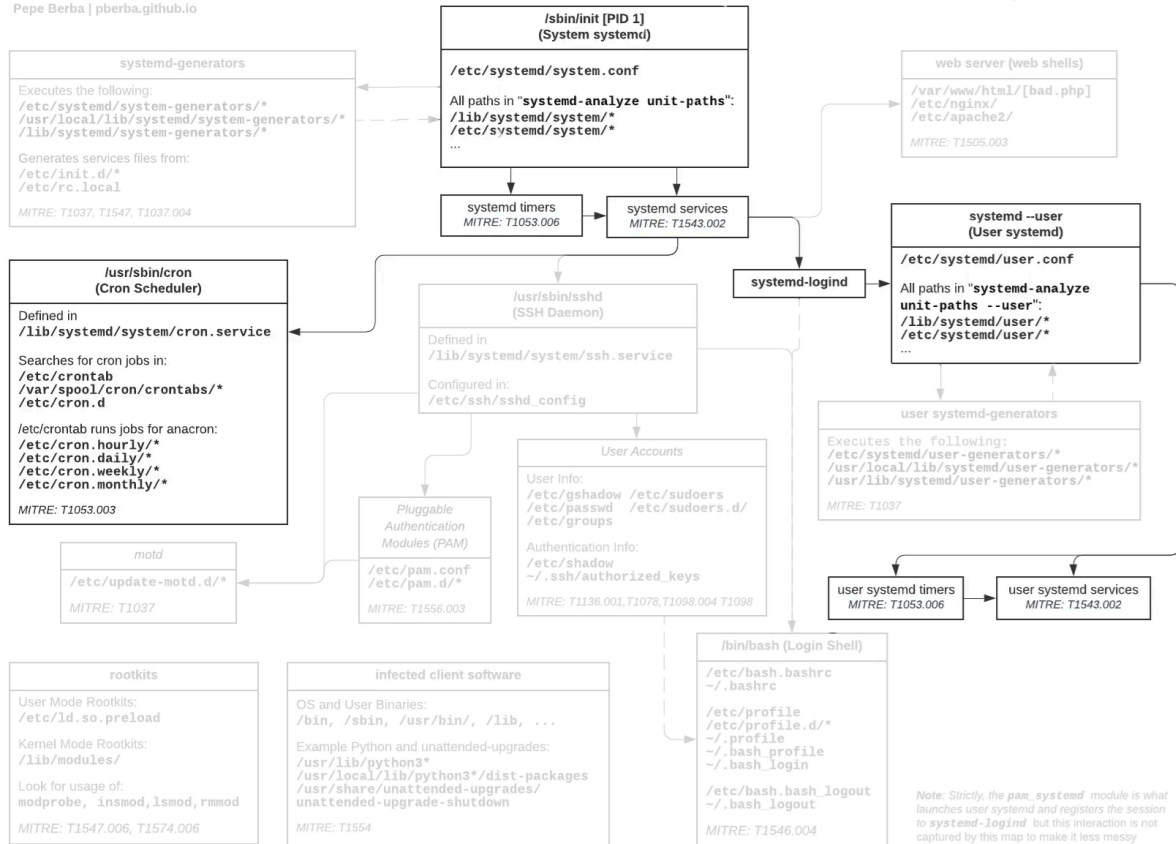 Pepe Berba | pberba.github.io
/sbin/init [PID 1]
(System systemd)
/etc/systemd/system.conf
All paths in "systemd-analyze unit-paths":
/lib/systemd/system/*
/etc/systemd/system/*
...
systemd-generators
Executes the following:
/etc/systemd/system-generators/*
/usr/local/lib/systemd/system-generators/*
/lib/systemd/system-generators/*
Generates services files from:
/etc/init.d/*
/etc/rc.local
MITRE: T1037, T1547, T1037.004
web server (web shells)
/var/www/html/[bad.php]
/etc/nginx/
/etc/apache2/
MITRE: T1505.003
systemd timers
MITRE: T1053.006
systemd services
MITRE: T1543.002
systemd --user
(User systemd)
/etc/systemd/user.conf
All paths in "systemd-analyze
unit-paths --user":
/lib/systemd/user/*
/etc/systemd/user/*
...
systemd-logind
/usr/sbin/cron
(Cron Scheduler)
Defined in
/lib/systemd/system/cron.service
Searches for cron jobs in:
/etc/crontab
/var/spool/cron/crontabs/*
/etc/cron.d
/etc/crontab runs jobs for anacron:
/etc/cron.hourly/*
/etc/cron.daily/*
/etc/cron.weekly/*
/etc/cron.monthly/*
MITRE: T1053.003
/usr/sbin/sshd
(SSH Daemon)
Defined in
/lib/systemd/system/ssh.service
Configured in:
/etc/ssh/sshd_config
user systemd-generators
Executes the following:
/etc/systemd/user-generators/*
/usr/local/lib/systemd/user-generators/*
/usr/lib/systemd/user-generators/*
MITRE: T1037
User Accounts
User Info:
/etc/gshadow /etc/sudoers
/etc/passwd /etc/sudoers.d/
/etc/groups
Authentication Info:
/etc/shadow
~/.ssh/authorized_keys
MITRE: T1136.001,T1078,T1098.004 T1098
Pluggable
Authentication
Modules (PAM)
/etc/pam.conf
/etc/pam.d/*
MITRE: T1556.003
motd
/etc/update-motd.d/*
MITRE: T1037
user systemd timers
MITRE: T1053.006
user systemd services
MITRE: T1543.002
/bin/bash (Login Shell)
/etc/bash.bashrc
~/.bashrc
/etc/profile
/etc/profile.d/*
~/.profile
~/.bash_profile
~/.bash_login
/etc/bash.bash_logout
~/.bash_logout
MITRE: T1546.004
rootkits
User Mode Rootkits:
/etc/ld.so.preload
Kernel Mode Rootkits:
/lib/modules/
Look for usage of:
modprobe, insmod,lsmod,rmmod
MITRE: T1547.006, T1574.006
infected client software
OS and User Binaries:
/bin, /sbin, /usr/bin/, /lib, ...
Example Python and unattended-upgrades:
/usr/lib/python3*
/usr/local/lib/python3*/dist-packages
/usr/share/unattended-upgrades/
unattended-upgrade-shutdown
MITRE: T1554
Note: Strictly, the pam_systemd module is what
launches user systemd and registers the session
to systemd-logind but this interaction is not
captured by this map to make it less messy